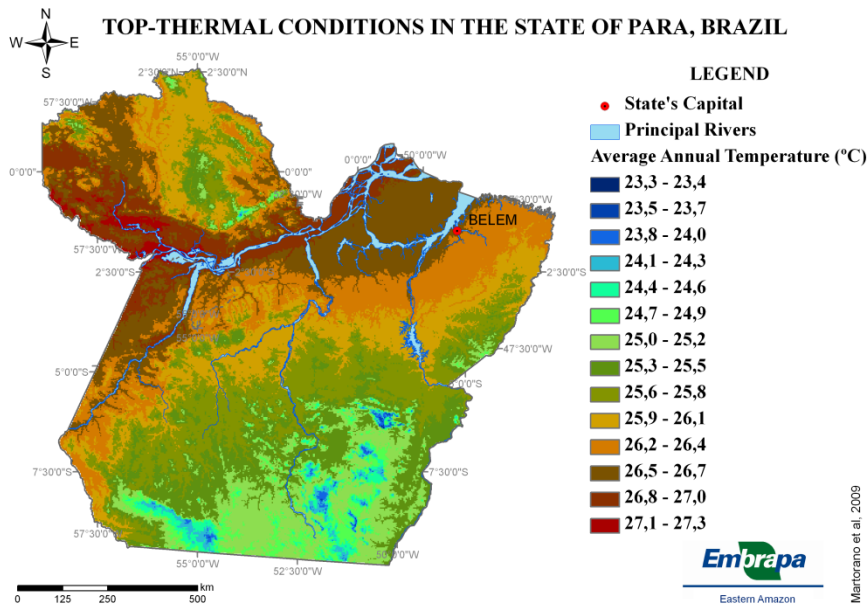 TOP-THERMAL CONDITIONS IN THE STATE OF PARA, BRAZIL
N
W E
S
55°0'0"W
2°30'0"N 2°30'0"N
57°30'0"W
0°0'0" 0°0'0"
0°0'0" 50°0'0"W
BELEM
57°30'0"W
2°30'0"S 2°30'0"S
47°30'0"W
5°0'0"S
7°30'0"S 7°30'0"S
57°30'0"W
55°0'0"W
52°30'0"W
km
0 125 250 500
LEGEND
State's Capital
Principal Rivers
Average Annual Temperature (ºC)
23,3 - 23,4
23,5 - 23,7
23,8 - 24,0
24,1 - 24,3
24,4 - 24,6
24,7 - 24,9
25,0 - 25,2
25,3 - 25,5
25,6 - 25,8
25,9 - 26,1
26,2 - 26,4
26,5 - 26,7
26,8 - 27,0
27,1 - 27,3
Embrapa
Eastern Amazon
Martorano et al, 2009